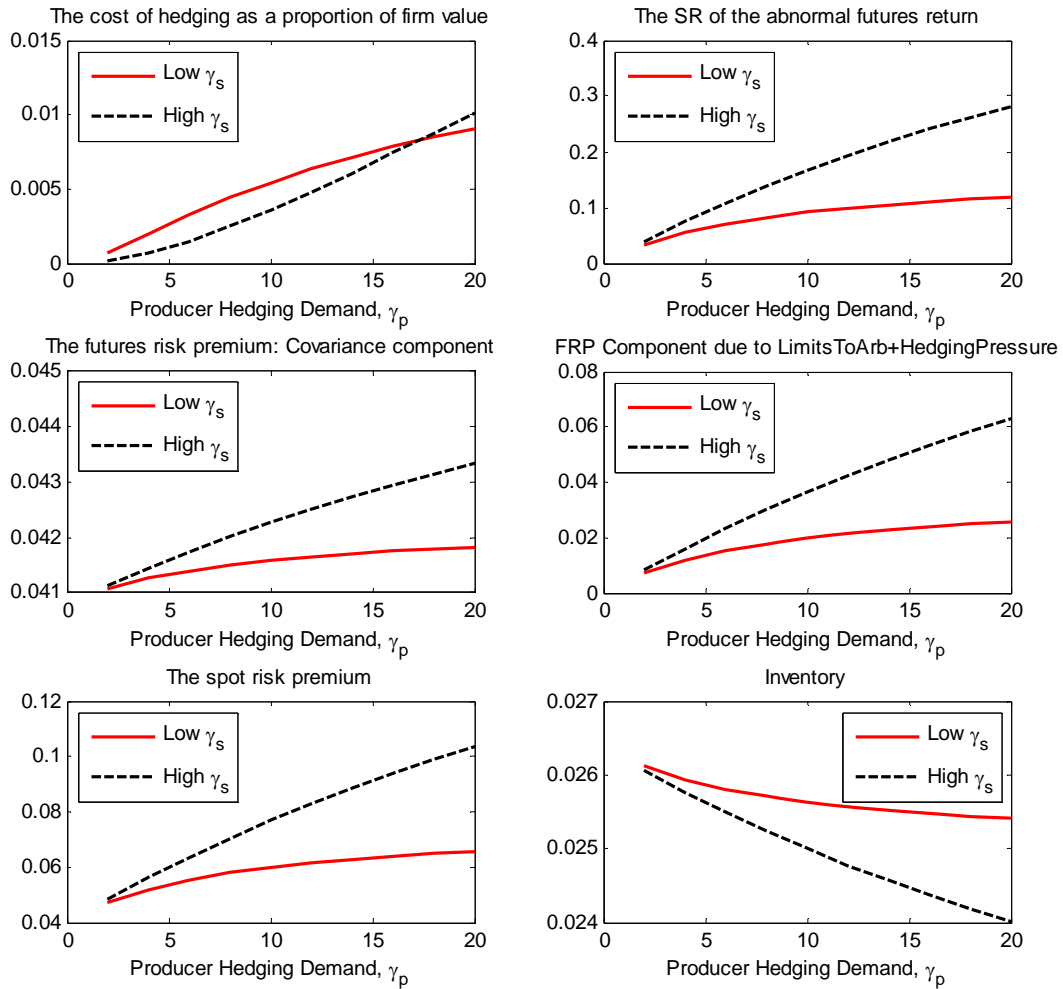 The cost of hedging as a proportion of firm value
0.015
0.01
0.005
0
Low γs
High γs
0 5 10 15 20
Producer Hedging Demand, γp
The SR of the abnormal futures return
0.4
0.3
0.2
0.1
0
Low γs
High γs
0 5 10 15 20
Producer Hedging Demand, γp
The futures risk premium: Covariance component
0.045
0.044
0.043
0.042
0.041
Low γs
High γs
0 5 10 15 20
Producer Hedging Demand, γp
FRP Component due to LimitsToArb+HedgingPressure
0.08
0.06
0.04
0.02
0
Low γs
High γs
0 5 10 15 20
Producer Hedging Demand, γp
The spot risk premium
0.12
0.1
0.08
0.06
0.04
Low γs
High γs
0 5 10 15 20
Producer Hedging Demand, γp
Inventory
0.027
0.026
0.025
0.024
Low γs
High γs
0 5 10 15 20
Producer Hedging Demand, γp